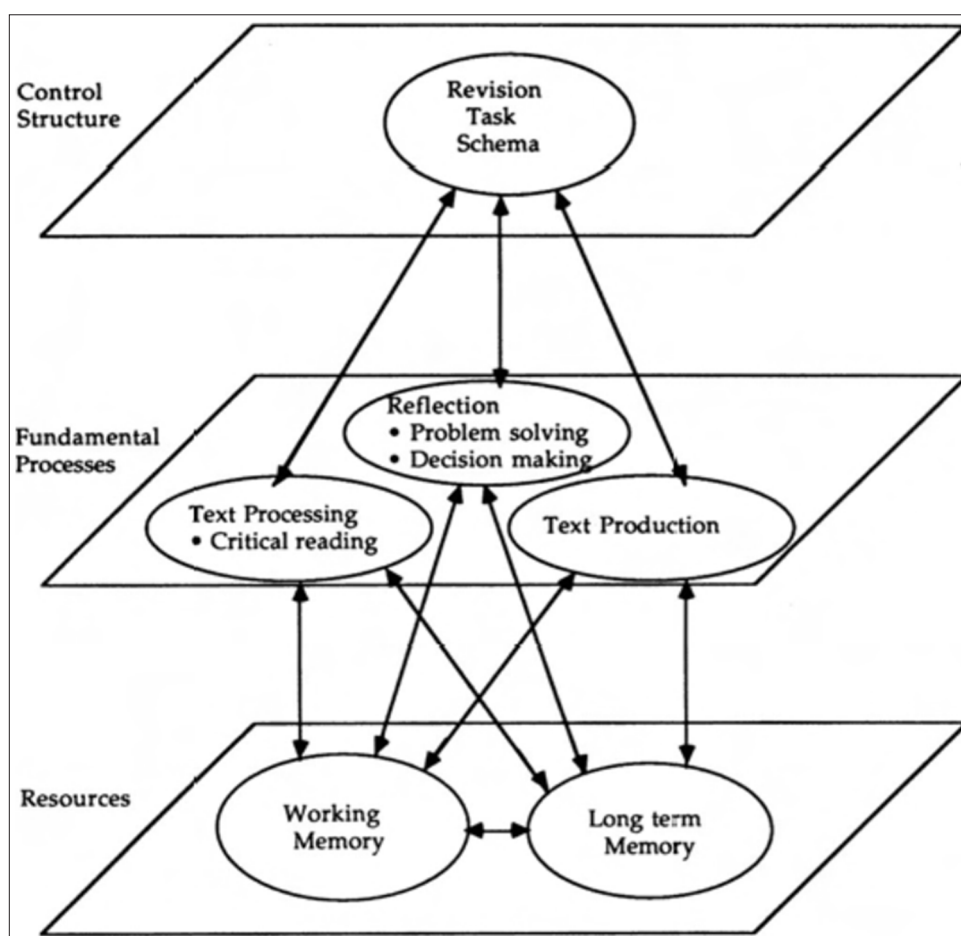 Control
Structure
Revision
Task
Schema
Fundamental
Processes
Reflection
• Problem solving
• Decision making
Text Processing
• Critical reading
Text Production
Resources
Working
Memory
Long term
Memory